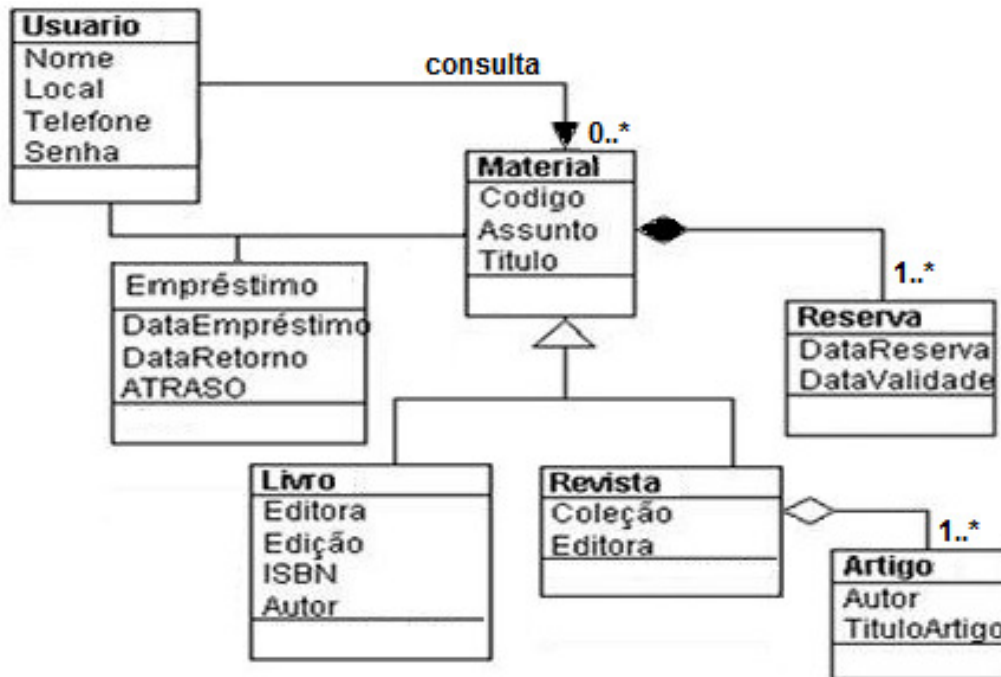 Usuario
Nome
Local
Telefone
Senha
consulta
0..*
Material
Codigo
Assunto
Titulo
1..*
Empréstimo
DataEmpréstimo
DataRetorno
ATRASO
Reserva
DataReserva
DataValidade
Livro
Editora
Edição
ISBN
Autor
Revista
Coleção
Editora
1..*
Artigo
Autor
TituloArtigo